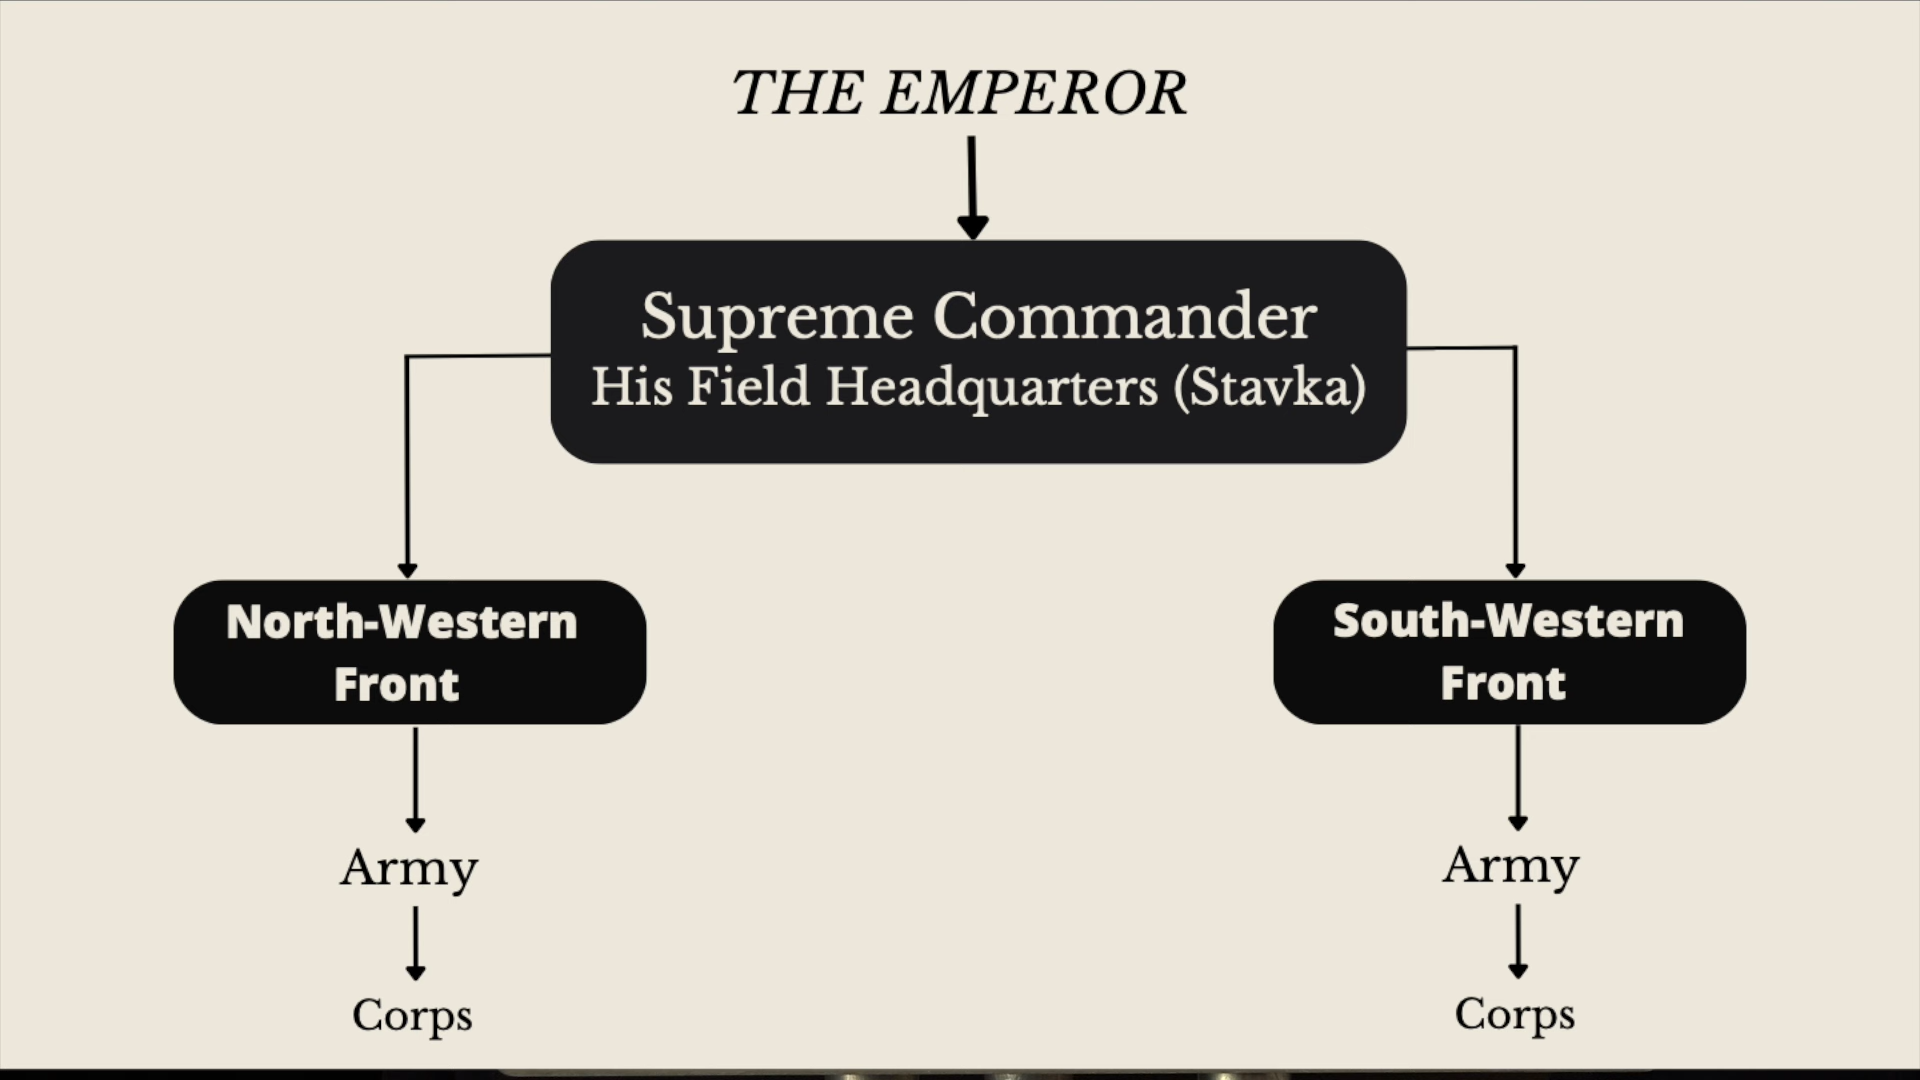 THE EMPEROR
Supreme Commander
His Field Headquarters (Stavka)
North-Western
Front
South-Western
Front
Army
Army
Corps
Corps